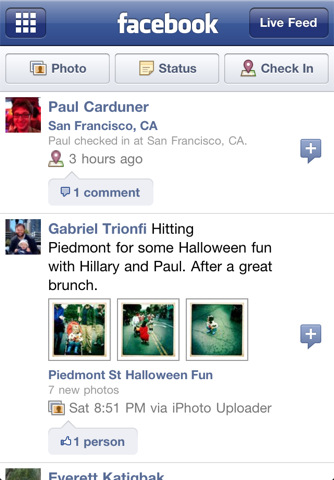 facebook
Live Feed
Photo
Status
Check In
Paul Carduner
San Francisco, CA
Paul checked in at San Francisco, CA.
3 hours ago
1 comment
Gabriel Trionfi Hitting
Piedmont for some Halloween fun
with Hillary and Paul. After a great
brunch.
Piedmont St Halloween Fun
7 new photos
Sat 8:51 PM via iPhoto Uploader
1 person
Everett Katigbak